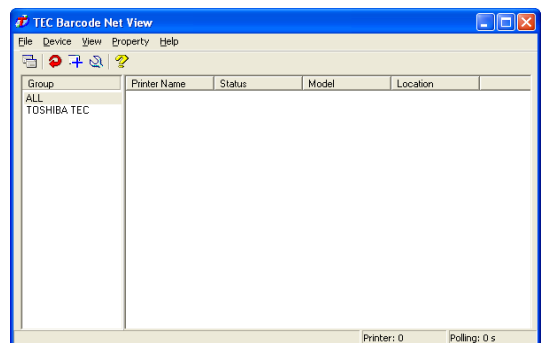 TEC Barcode Net View
File Device View Property Help
Group Printer Name Status Model Location
ALL
TOSHIBA TEC
Printer: 0 Polling: 0 s